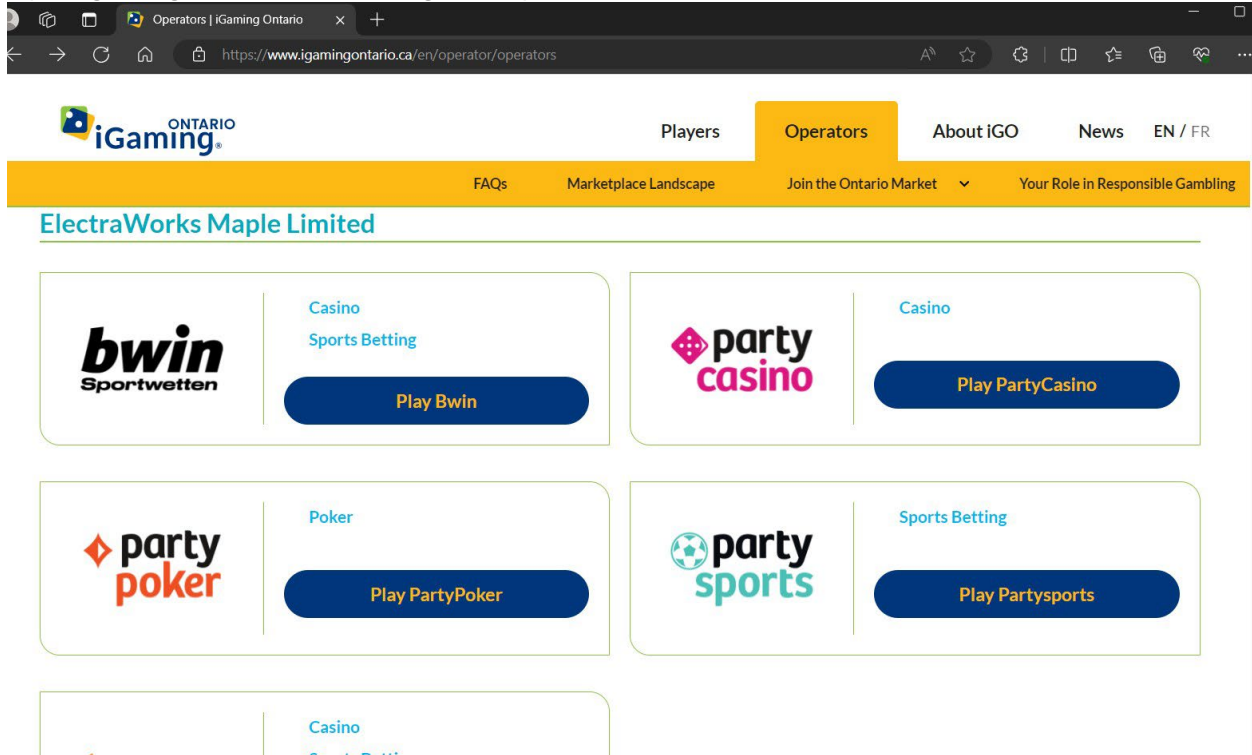 Operators | iGaming Ontario
https://www.igamingontario.ca/en/operator/operators
iGaming ONTARIO ®
Players Operators About iGO News EN / FR
FAQs Marketplace Landscape Join the Ontario Market Your Role in Responsible Gambling
ElectraWorks Maple Limited
bwin
Sportwetten
Casino
Sports Betting
Play Bwin
party
casino
Casino
Play PartyCasino
party
poker
Poker
Play PartyPoker
party
sports
Sports Betting
Play Partysports
Casino